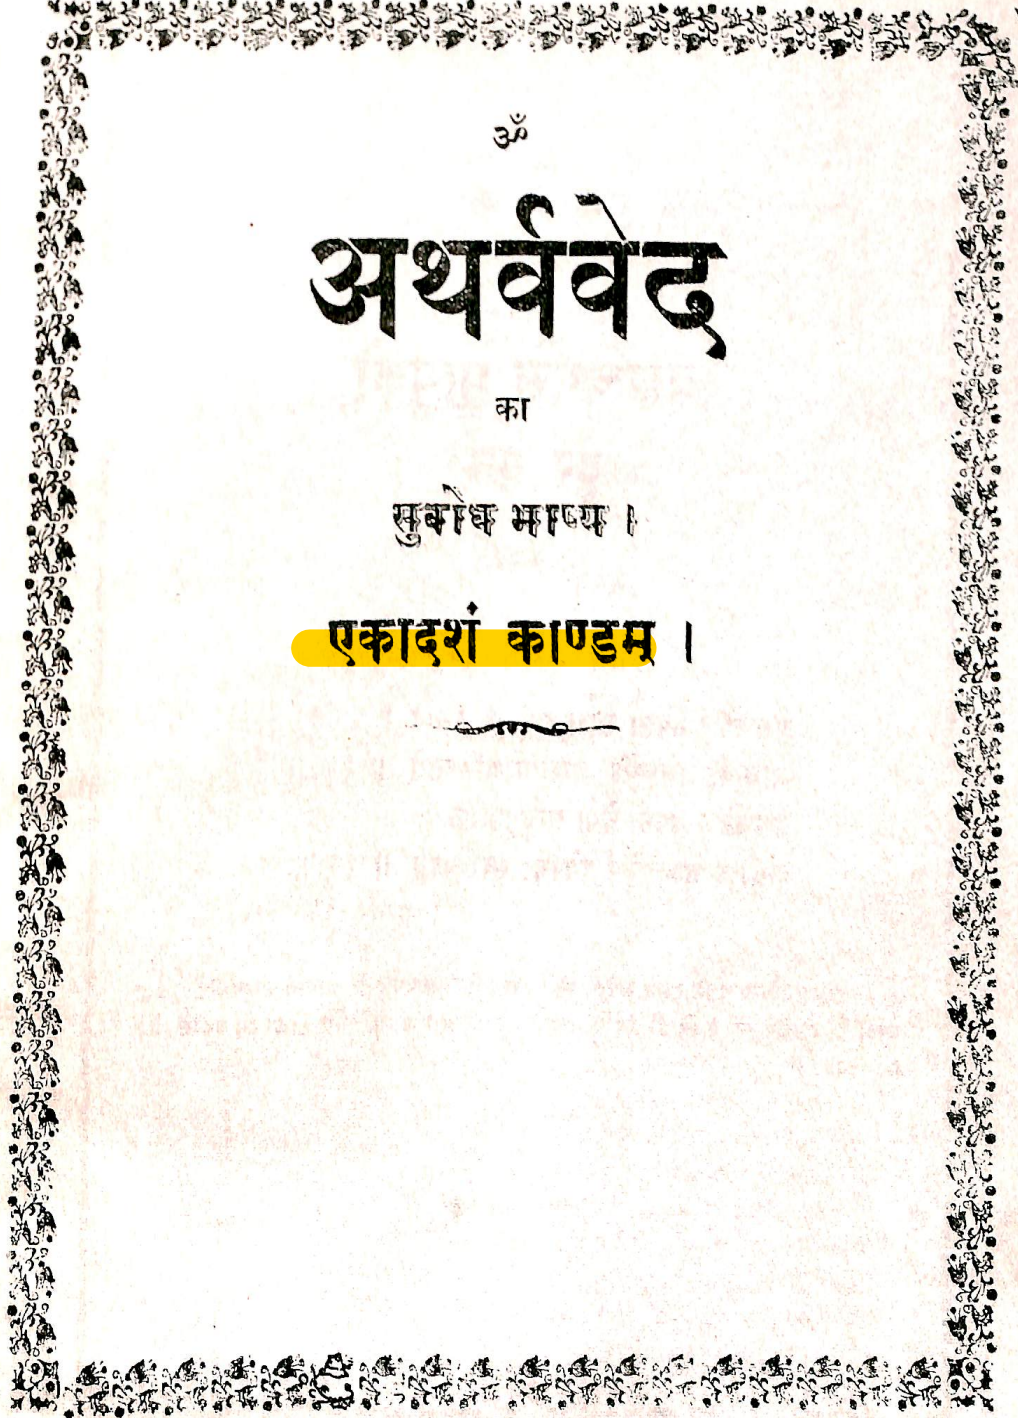 ॐ
अथर्ववेद
का
सुबोध भाष्य ।
एकादशं काण्डम् ।